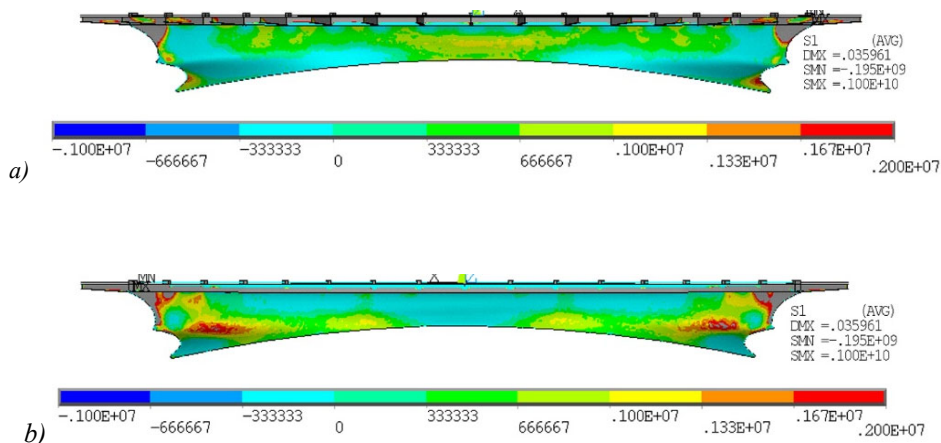 S1 (AVG)
DMX =.035961
SMN =-.195E+09
SMX =.100E+10
-.100E+07 -333333 333333 .100E+07 .167E+07
-666667 0 666667 .133E+07 .200E+07
a)
MN
S1 (AVG)
DMX =.035961
SMN =-.195E+09
SMX =.100E+10
-.100E+07 -333333 333333 .100E+07 .167E+07
-666667 0 666667 .133E+07 .200E+07
b)